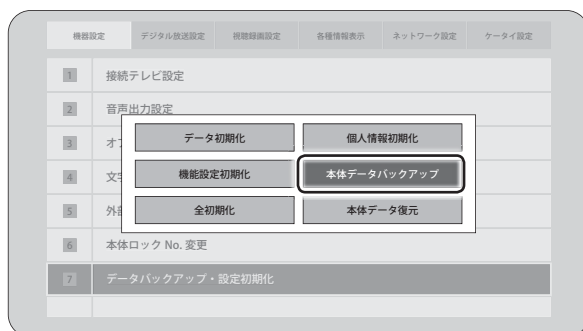 機器設定 デジタル放送設定 視聴録画設定 各種情報表示 ネットワーク設定 ケータイ設定
1 接続テレビ設定
2 音声出力設定
3 オフ
データ初期化 個人情報初期化
4 文字
機能設定初期化 本体データバックアップ
5 外部
全初期化 本体データ復元
6 本体ロック No. 変更
7 データバックアップ・設定初期化